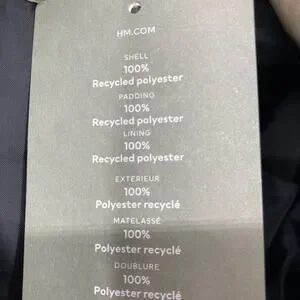 HM.COM
SHELL
100%
Recycled polyester
PADDING
100%
Recycled polyester
LINING
100%
Recycled polyester
EXTERIEUR
100%
Polyester recyclé
MATELASSÉ
100%
Polyester recyclé
DOUBLURE
100%
Polyester recyclé